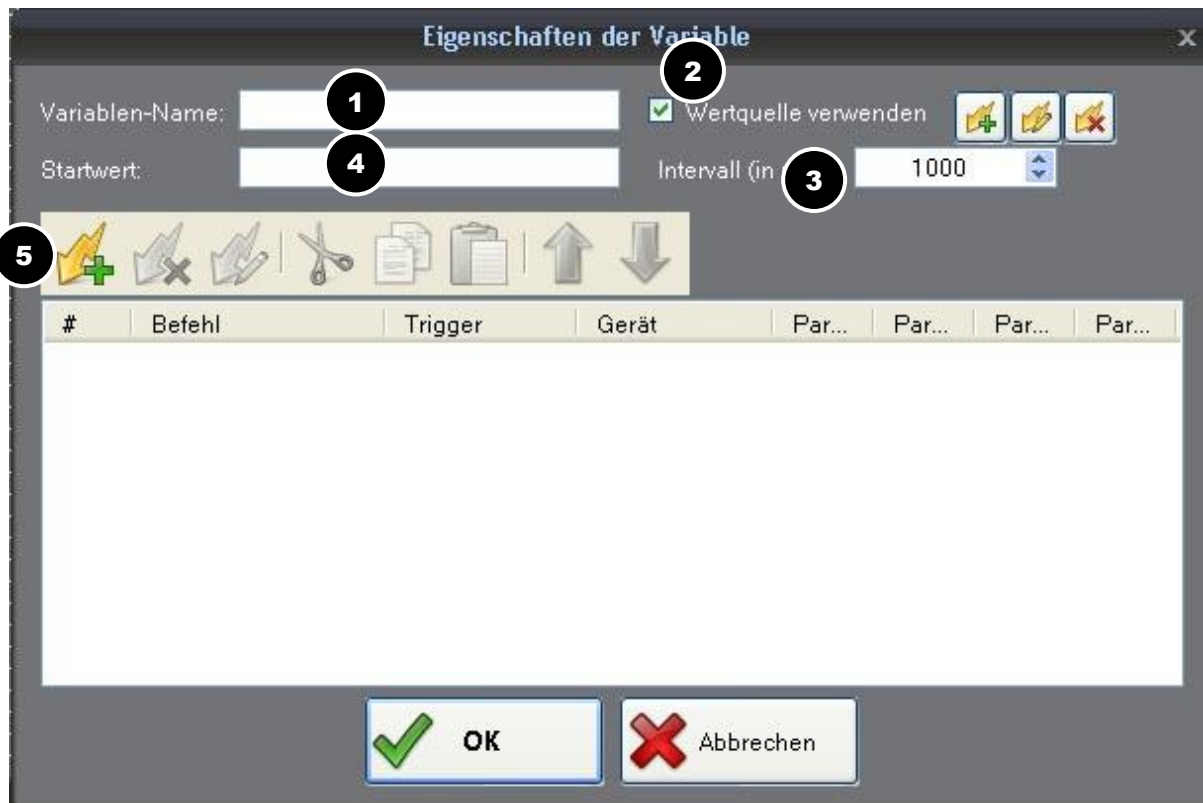 Eigenschaften der Variable
x
2
Variablen-Name: 1 Wertquelle verwenden
Startwert: 4 Intervall (in 3 1000
5
# Befehl Trigger Gerät Par... Par... Par... Par...
OK Abbrechen